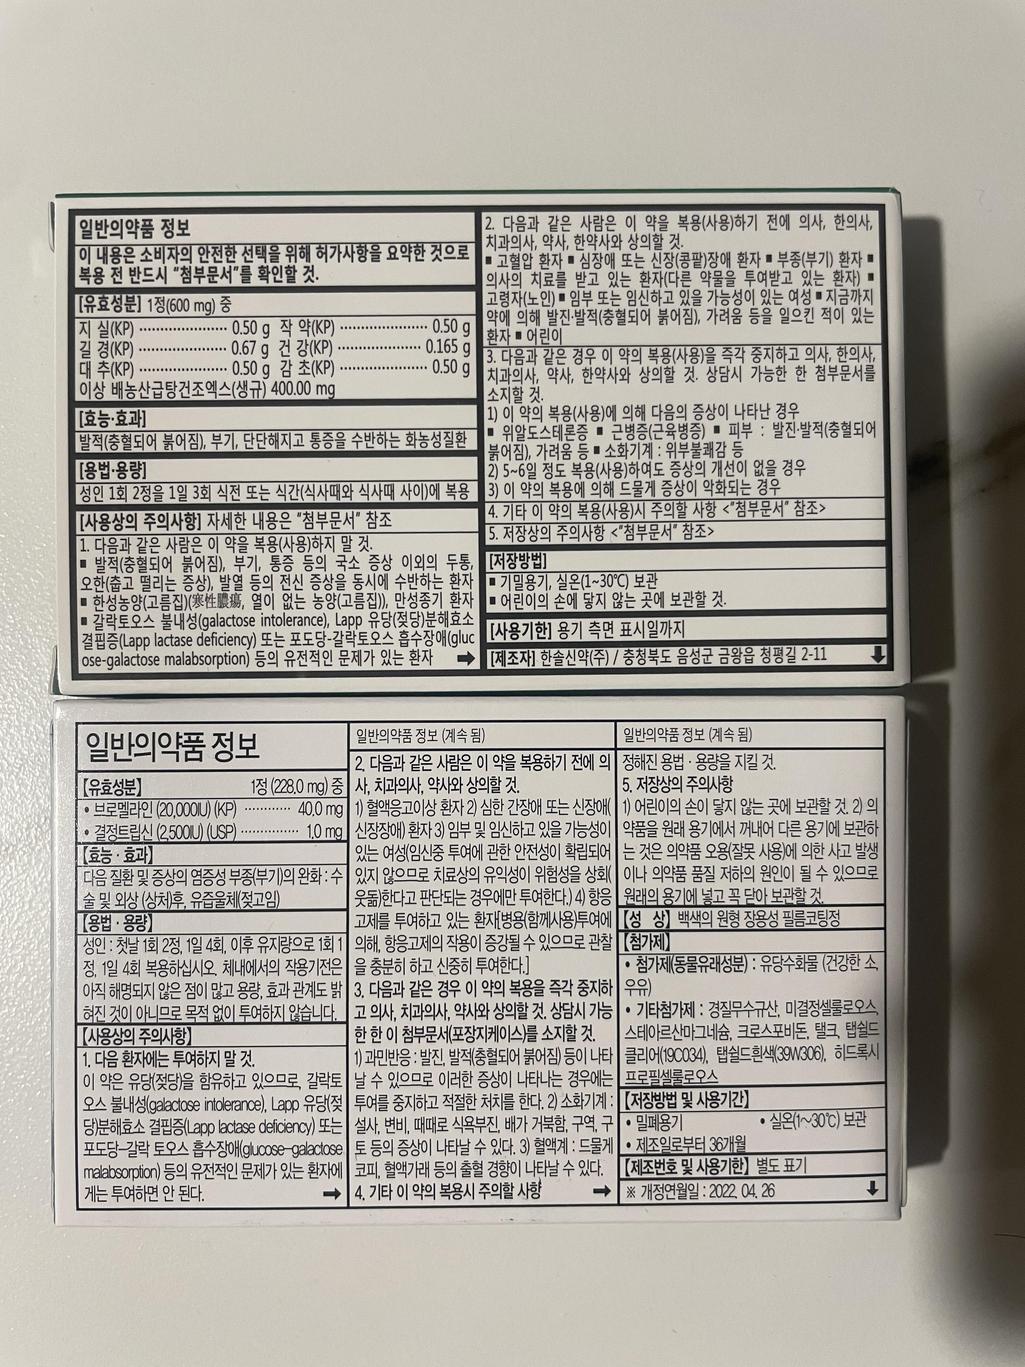 일반의약품 정보
이 내용은 소비자의 안전한 선택을 위해 허가사항을 요약한 것으로
복용 전 반드시 "첨부문서"를 확인할 것.
[유효성분] 1정(600 mg) 중
지 실(KP) ···················· 0.50 g 작 약(KP) ···················· 0.50 g
길 경(KP) ···················· 0.67 g 건 강(KP) ···················· 0.165 g
대 추(KP) ···················· 0.50 g 감 초(KP) ···················· 0.50 g
이상 배농산급탕건조엑스(생규) 400.00 mg
[효능·효과]
발적(충혈되어 붉어짐), 부기, 단단해지고 통증을 수반하는 화농성질환
[용법·용량]
성인 1회 2정을 1일 3회 식전 또는 식간(식사때와 식사때 사이)에 복용
[사용상의 주의사항] 자세한 내용은 "첨부문서" 참조
1. 다음과 같은 사람은 이 약을 복용(사용)하지 말 것.
■ 발적(충혈되어 붉어짐), 부기, 통증 등의 국소 증상 이외의 두통,
오한(춥고 떨리는 증상), 발열 등의 전신 증상을 동시에 수반하는 환자
■ 한성농양(고름집)(寒性膿瘍, 열이 없는 농양(고름집)), 만성종기 환자
■ 갈락토오스 불내성(galactose intolerance), Lapp 유당(젖당)분해효소
결핍증(Lapp lactase deficiency) 또는 포도당-갈락토오스 흡수장애(gluc
ose-galactose malabsorption) 등의 유전적인 문제가 있는 환자 ➡
2. 다음과 같은 사람은 이 약을 복용(사용)하기 전에 의사, 한의사,
치과의사, 약사, 한약사와 상의할 것.
■ 고혈압 환자 ■ 심장애 또는 신장(콩팥)장애 환자 ■ 부종(부기) 환자 ■
의사의 치료를 받고 있는 환자(다른 약물을 투여받고 있는 환자) ■
고령자(노인) ■ 임부 또는 임신하고 있을 가능성이 있는 여성 ■ 지금까지
약에 의해 발진·발적(충혈되어 붉어짐), 가려움 등을 일으킨 적이 있는
환자 ■ 어린이
3. 다음과 같은 경우 이 약의 복용(사용)을 즉각 중지하고 의사, 한의사,
치과의사, 약사, 한약사와 상의할 것. 상담시 가능한 한 첨부문서를
소지할 것.
1) 이 약의 복용(사용)에 의해 다음의 증상이 나타난 경우
■ 위알도스테론증 ■ 근병증(근육병증) ■ 피부 : 발진·발적(충혈되어
붉어짐), 가려움 등 ■ 소화기계 : 위부불쾌감 등
2) 5~6일 정도 복용(사용)하여도 증상의 개선이 없을 경우
3) 이 약의 복용에 의해 드물게 증상이 악화되는 경우
4. 기타 이 약의 복용(사용)시 주의할 사항 <"첨부문서" 참조>
5. 저장상의 주의사항 <"첨부문서" 참조>
[저장방법]
■ 기밀용기, 실온(1~30℃) 보관
■ 어린이의 손에 닿지 않는 곳에 보관할 것.
[사용기한] 용기 측면 표시일까지
[제조자] 한솔신약(주) / 충청북도 음성군 금왕읍 청평길 2-11 ⬇
일반의약품 정보
【유효성분】 1정 (228.0 mg) 중
• 브로멜라인 (20,000IU) (KP) ············ 40.0 mg
• 결정트립신 (2,500IU) (USP) ············· 1.0 mg
【효능 · 효과】
다음 질환 및 증상의 염증성 부종(부기)의 완화 : 수
술 및 외상 (상처)후, 유즙울체(젖고임)
【용법 · 용량】
성인 : 첫날 1회 2정, 1일 4회, 이후 유지량으로 1회 1
정, 1일 4회 복용하십시오. 체내에서의 작용기전은
아직 해명되지 않은 점이 많고 용량, 효과 관계도 밝
혀진 것이 아니므로 목적 없이 투여하지 않습니다.
【사용상의 주의사항】
1. 다음 환자에는 투여하지 말 것.
이 약은 유당(젖당)을 함유하고 있으므로, 갈락토
오스 불내성(galactose intolerance), Lapp 유당(젖
당)분해효소 결핍증(Lapp lactase deficiency) 또는
포도당-갈락 토오스 흡수장애(glucose-galactose
malabsorption) 등의 유전적인 문제가 있는 환자에
게는 투여하면 안 된다. ➡
일반의약품 정보 (계속 됨)
2. 다음과 같은 사람은 이 약을 복용하기 전에 의
사, 치과의사, 약사와 상의할 것.
1) 혈액응고이상 환자 2) 심한 간장애 또는 신장애(
신장장애) 환자 3) 임부 및 임신하고 있을 가능성이
있는 여성(임신중 투여에 관한 안전성이 확립되어
있지 않으므로 치료상의 유익성이 위험성을 상회(
웃돎)한다고 판단되는 경우에만 투여한다.) 4) 항응
고제를 투여하고 있는 환자[병용(함께사용)투여에
의해, 항응고제의 작용이 증강될 수 있으므로 관찰
을 충분히 하고 신중히 투여한다.]
3. 다음과 같은 경우 이 약의 복용을 즉각 중지하
고 의사, 치과의사, 약사와 상의할 것. 상담시 가능
한 한 이 첨부문서(포장지케이스)를 소지할 것.
1) 과민반응 : 발진, 발적(충혈되어 붉어짐) 등이 나타
날 수 있으므로 이러한 증상이 나타나는 경우에는
투여를 중지하고 적절한 처치를 한다. 2) 소화기계 :
설사, 변비, 때때로 식욕부진, 배가 거북함, 구역, 구
토 등의 증상이 나타날 수 있다. 3) 혈액계 : 드물게
코피, 혈액가래 등의 출혈 경향이 나타날 수 있다.
4. 기타 이 약의 복용시 주의할 사항 ➡
일반의약품 정보 (계속 됨)
정해진 용법 · 용량을 지킬 것.
5. 저장상의 주의사항
1) 어린이의 손이 닿지 않는 곳에 보관할 것. 2) 의
약품을 원래 용기에서 꺼내어 다른 용기에 보관하
는 것은 의약품 오용(잘못 사용)에 의한 사고 발생
이나 의약품 품질 저하의 원인이 될 수 있으므로
원래의 용기에 넣고 꼭 닫아 보관할 것.
【성 상】 백색의 원형 장용성 필름코팅정
【첨가제】
• 첨가제(동물유래성분) : 유당수화물 (건강한 소,
우유)
• 기타첨가제 : 경질무수규산, 미결정셀룰로오스,
스테아르산마그네슘, 크로스포비돈, 탤크, 탭쉴드
클리어(19C034), 탭쉴드흰색(39W306), 히드록시
프로필셀룰로오스
【저장방법 및 사용기간】
• 밀폐용기 • 실온(1~30℃) 보관
• 제조일로부터 36개월
【제조번호 및 사용기한】 별도 표기
※ 개정연월일 : 2022. 04. 26 ⬇